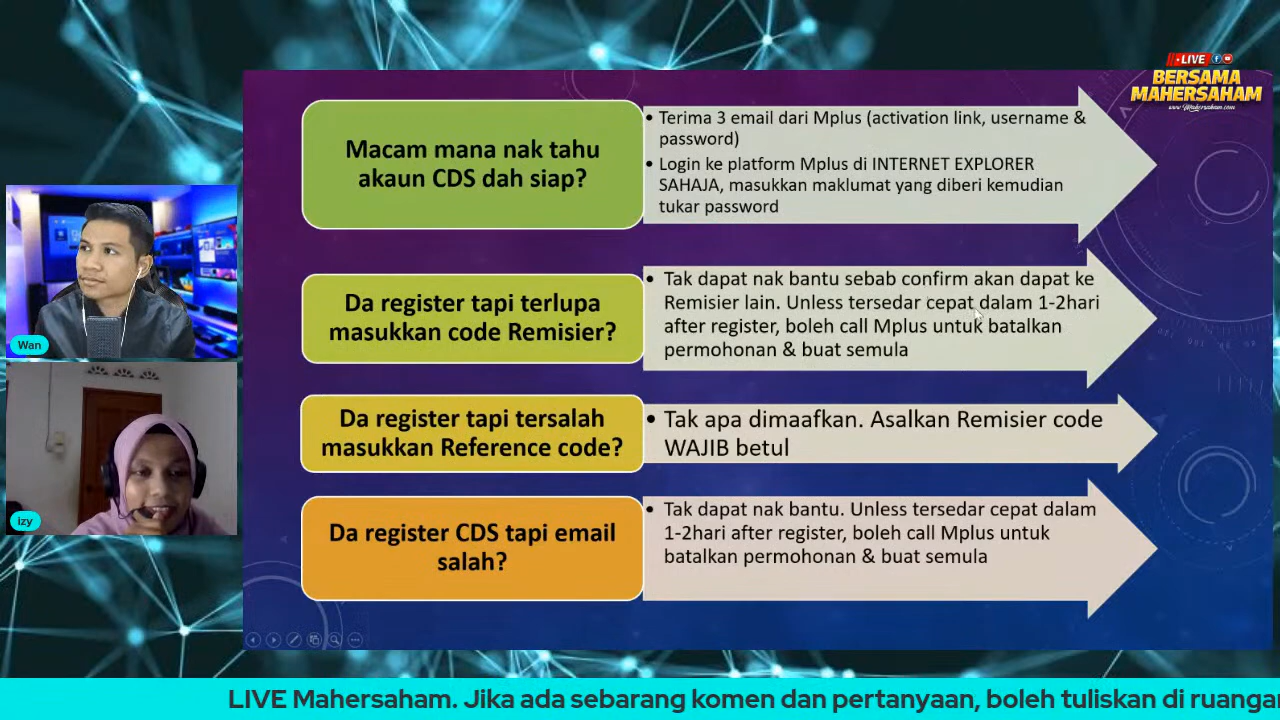 LIVE
BERSAMA
MAHERSAHAM
www.Mahersaham.com
Macam mana nak tahu
akaun CDS dah siap?
• Terima 3 email dari Mplus (activation link, username &
password)
• Login ke platform Mplus di INTERNET EXPLORER
SAHAJA, masukkan maklumat yang diberi kemudian
tukar password
Da register tapi terlupa
masukkan code Remisier?
• Tak dapat nak bantu sebab confirm akan dapat ke
Remisier lain. Unless tersedar cepat dalam 1-2hari
after register, boleh call Mplus untuk batalkan
permohonan & buat semula
Da register tapi tersalah
masukkan Reference code?
• Tak apa dimaafkan. Asalkan Remisier code
WAJIB betul
Da register CDS tapi email
salah?
• Tak dapat nak bantu. Unless tersedar cepat dalam
1-2hari after register, boleh call Mplus untuk
batalkan permohonan & buat semula
Wan
izy
LIVE Mahersaham. Jika ada sebarang komen dan pertanyaan, boleh tuliskan di ruangan